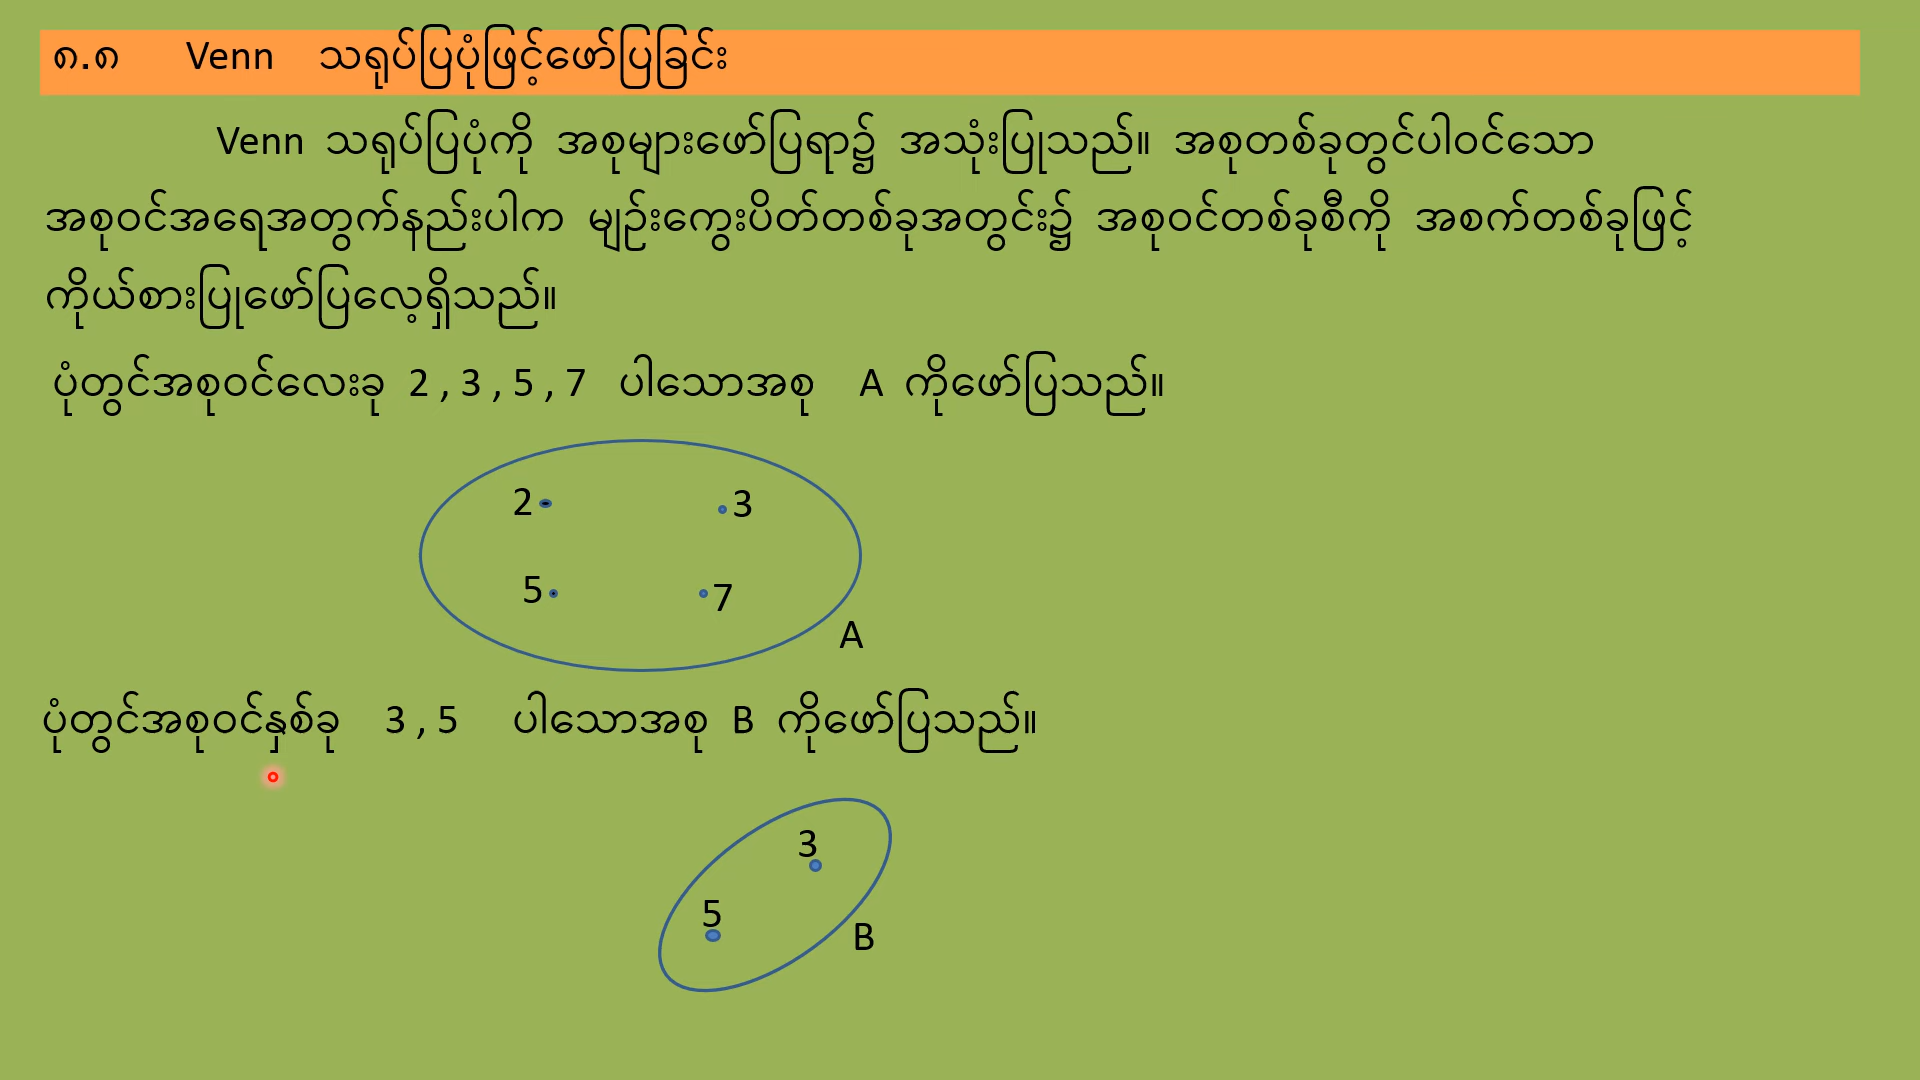 ၈.၈ Venn သရုပ်ပြပုံဖြင့်ဖော်ပြခြင်း
Venn သရုပ်ပြပုံကို အစုများဖော်ပြရာ၌ အသုံးပြုသည်။ အစုတစ်ခုတွင်ပါဝင်သော
အစုဝင်အရေအတွက်နည်းပါက မျဉ်းကွေးပိတ်တစ်ခုအတွင်း၌ အစုဝင်တစ်ခုစီကို အစက်တစ်ခုဖြင့်
ကိုယ်စားပြုဖော်ပြလေ့ရှိသည်။
ပုံတွင်အစုဝင်လေးခု 2 , 3 , 5 , 7 ပါသောအစု A ကိုဖော်ပြသည်။
2 3
5 7
A
ပုံတွင်အစုဝင်နှစ်ခု 3 , 5 ပါသောအစု B ကိုဖော်ပြသည်။
3
5
B